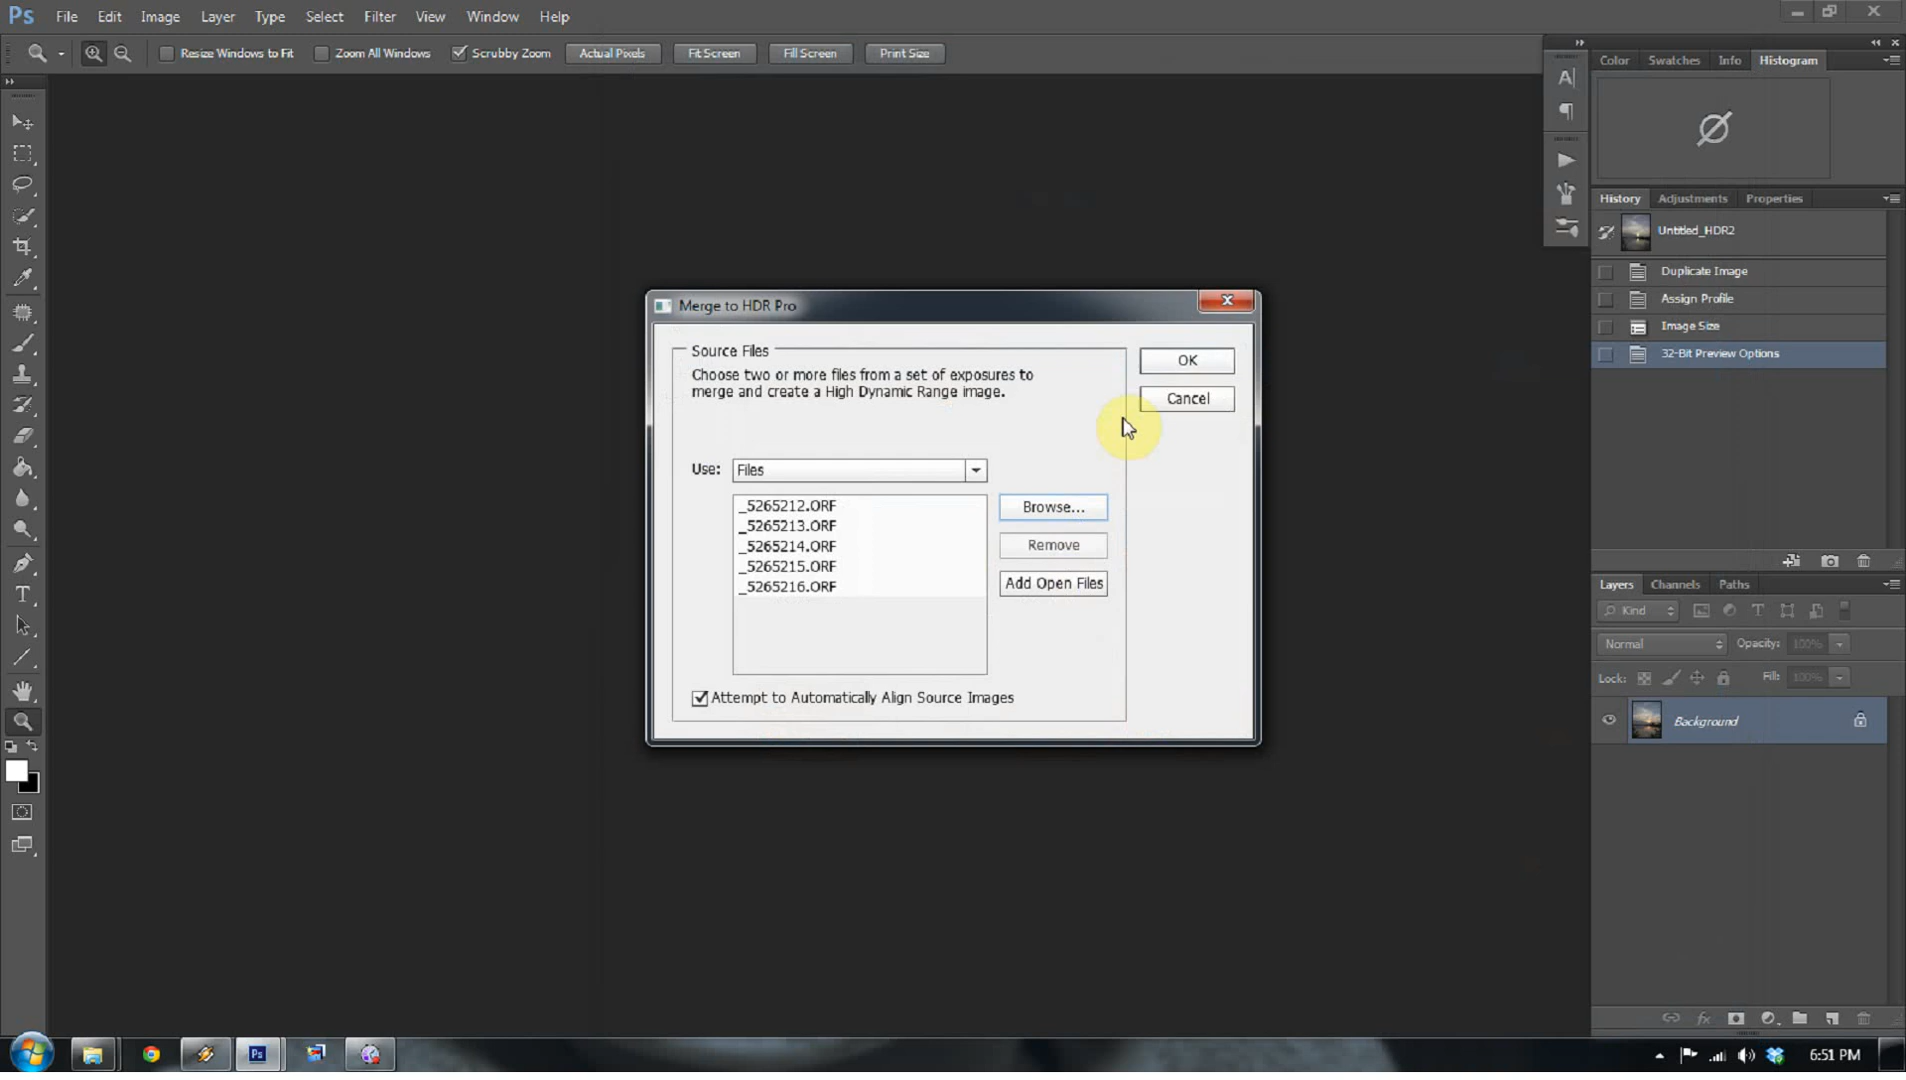 Ps File Edit Image Layer Type Select Filter View Window Help
Resize Windows to Fit Zoom All Windows Scrubby Zoom Actual Pixels Fit Screen Fill Screen Print Size
Color Swatches Info Histogram
History Adjustments Properties
Untitled_HDR2
Duplicate Image
Assign Profile
Image Size
32-Bit Preview Options
Merge to HDR Pro
Source Files
Choose two or more files from a set of exposures to
merge and create a High Dynamic Range image.
OK
Cancel
Use: Files
_5265212.ORF
_5265213.ORF
_5265214.ORF
_5265215.ORF
_5265216.ORF
Browse...
Remove
Add Open Files
Attempt to Automatically Align Source Images
Layers Channels Paths
Kind
Normal Opacity: 100%
Lock: Fill: 100%
Background
fx
Ps
6:51 PM